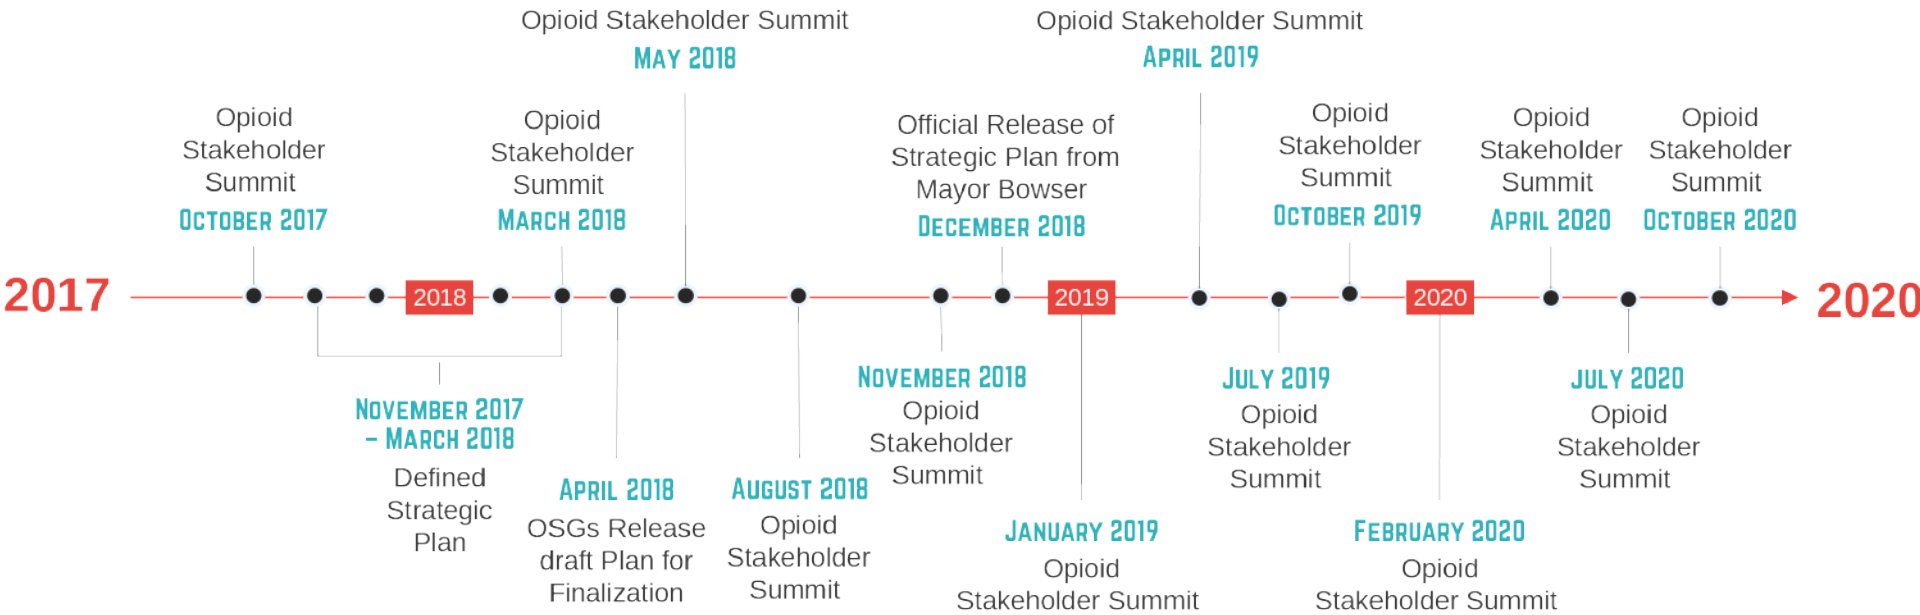 2017
Opioid
Stakeholder
Summit
OCTOBER 2017
NOVEMBER 2017
– MARCH 2018
Defined
Strategic
Plan
2018
Opioid
Stakeholder
Summit
MARCH 2018
APRIL 2018
OSGs Release
draft Plan for
Finalization
Opioid Stakeholder Summit
MAY 2018
AUGUST 2018
Opioid
Stakeholder
Summit
NOVEMBER 2018
Opioid
Stakeholder
Summit
Official Release of
Strategic Plan from
Mayor Bowser
DECEMBER 2018
2019
JANUARY 2019
Opioid
Stakeholder Summit
Opioid Stakeholder Summit
APRIL 2019
JULY 2019
Opioid
Stakeholder
Summit
Opioid
Stakeholder
Summit
OCTOBER 2019
2020
FEBRUARY 2020
Opioid
Stakeholder Summit
Opioid
Stakeholder
Summit
APRIL 2020
JULY 2020
Opioid
Stakeholder
Summit
Opioid
Stakeholder
Summit
OCTOBER 2020
2020